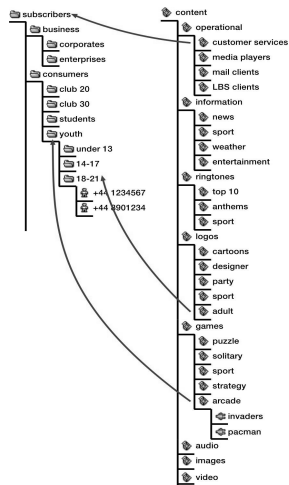 subscribers
business
corporates
enterprises
consumers
club 20
club 30
students
youth
under 13
14-17
18-21
+44 1234567
+44 8901234
content
operational
customer services
media players
mail clients
LBS clients
information
news
sport
weather
entertainment
ringtones
top 10
anthems
sport
logos
cartoons
designer
party
sport
adult
games
puzzle
solitary
sport
strategy
arcade
invaders
pacman
audio
images
video